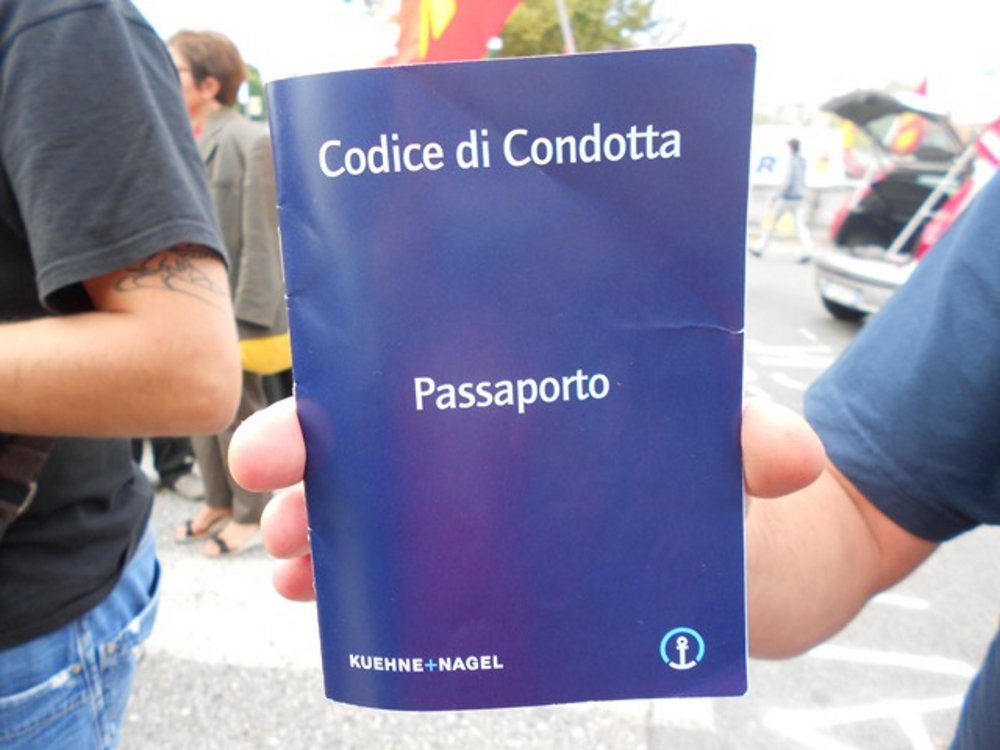 Codice di Condotta
Passaporto
KUEHNE+NAGEL
R